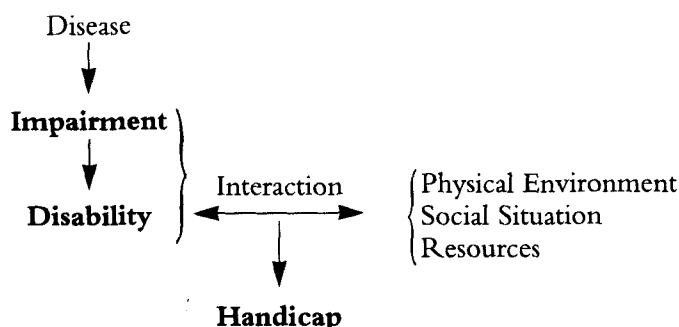 Disease
Impairment
Disability
Interaction
Physical Environment
Social Situation
Resources
Handicap